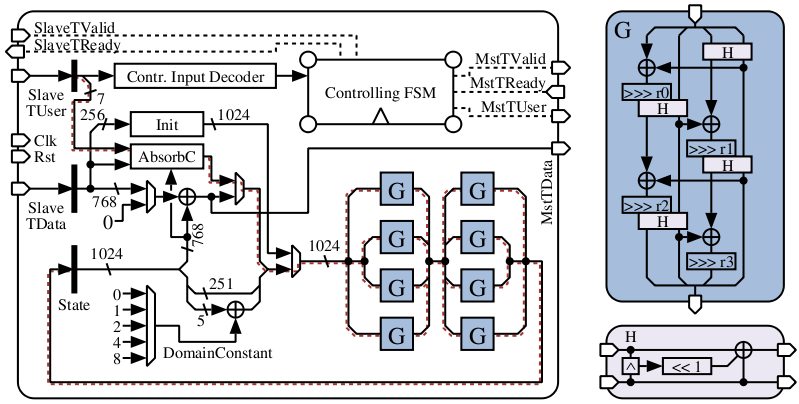 SlaveTValid
SlaveTReady
Contr. Input Decoder
Controlling FSM
MstTValid
MstTReady
MstTUser
Slave
TUser
7
256
Init
1024
Clk
Rst
AbsorbC
Slave
TData
768
0
768
MstTData
1024
State
1024
251
5
0
1
2
4
8
DomainConstant
G
G
G
G
G
G
G
G
G
H
>>> r0
H
>>> r1
H
>>> r2
H
>>> r3
H
^
<< 1